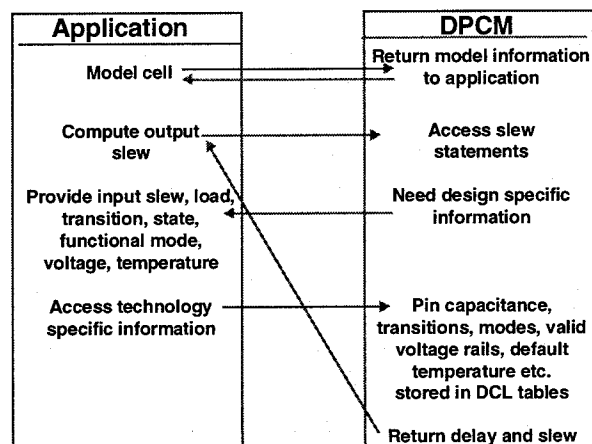 Application
DPCM
Model cell
Return model information
to application
Compute output
slew
Access slew
statements
Provide input slew, load,
transition, state,
functional mode,
voltage, temperature
Need design specific
information
Access technology
specific information
Pin capacitance,
transitions, modes, valid
voltage rails, default
temperature etc.
stored in DCL tables
Return delay and slew